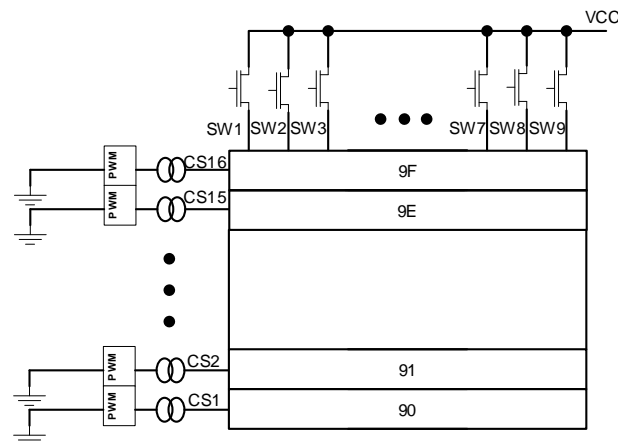 VCC
SW1 SW2 SW3 SW7 SW8 SW9
PWM CS16 9F
PWM CS15 9E
PWM CS2 91
PWM CS1 90